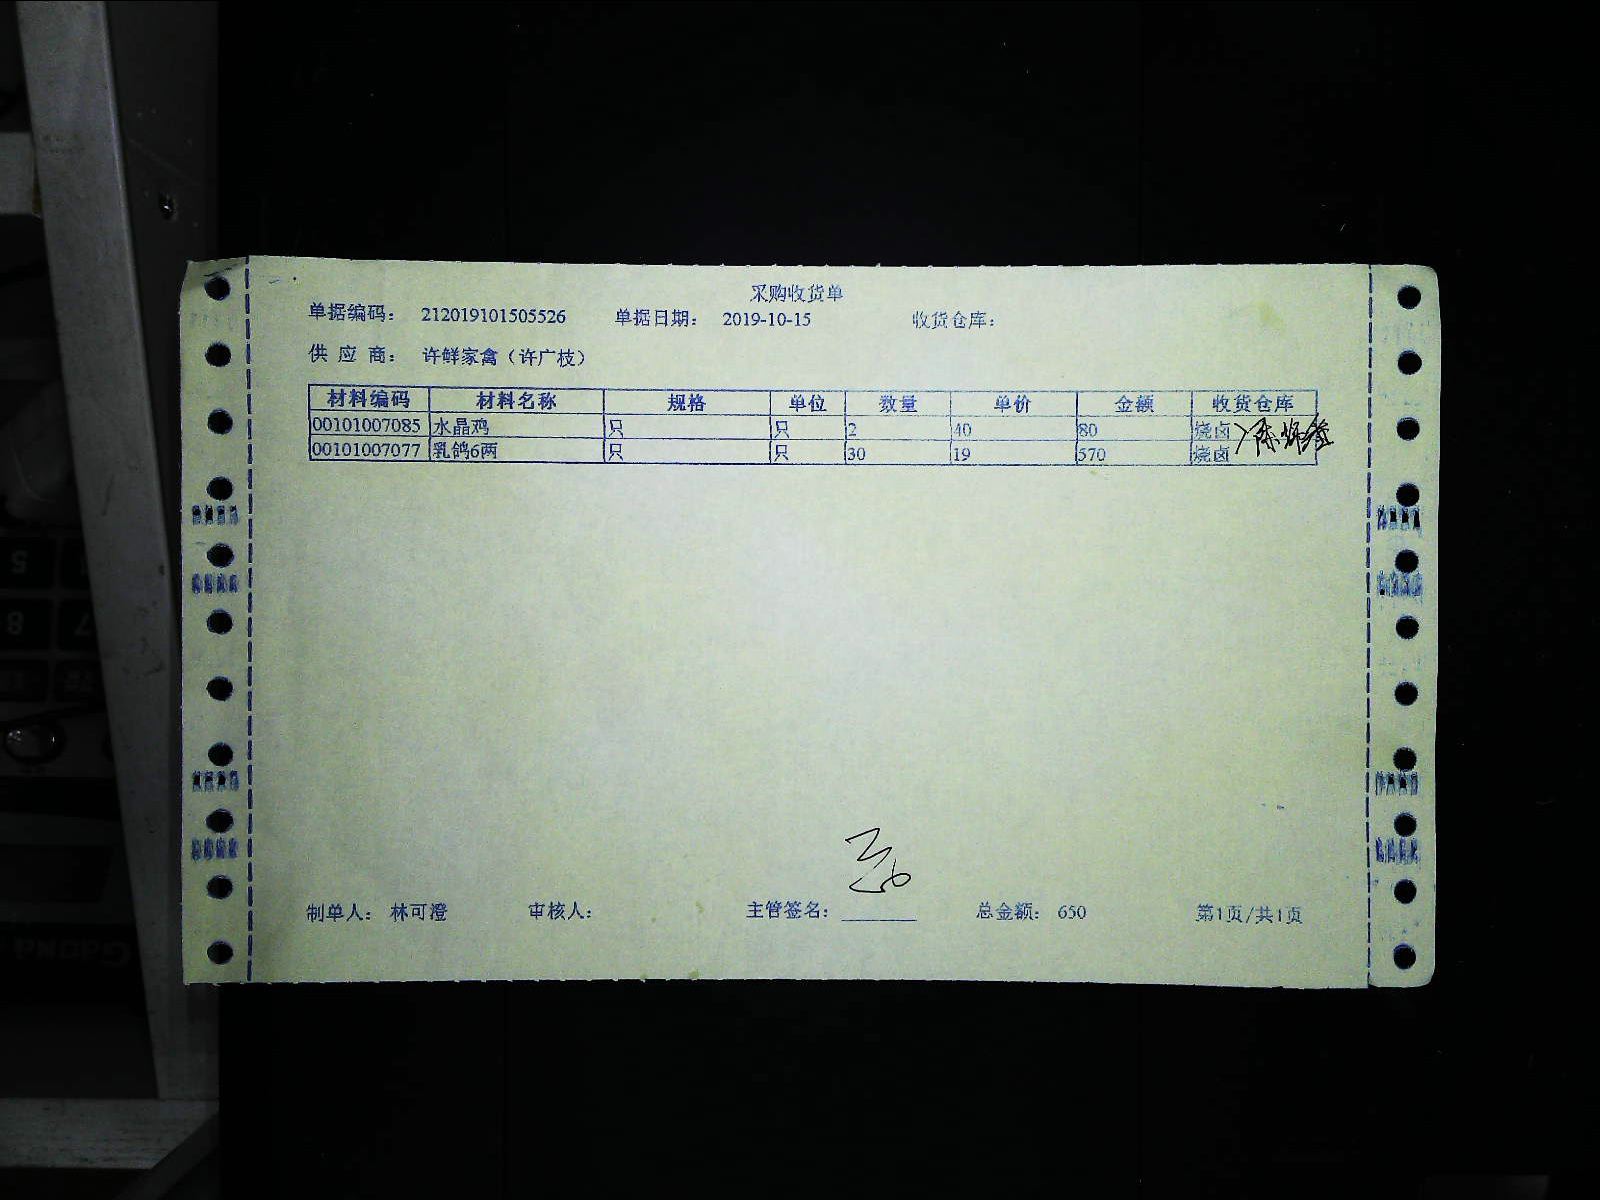 采购收货单
单据编码： 212019101505526 单据日期： 2019-10-15 收货仓库：
供 应 商： 许鲜家禽（许广枝）
材料编码 材料名称 规格 单位 数量 单价 金额 收货仓库
00101007085 水晶鸡 只 只 2 40 80 烧卤
00101007077 乳鸽6两 只 只 30 19 570 烧卤
制单人： 林可澄 审核人： 主管签名： 总金额： 650 第1页/共1页